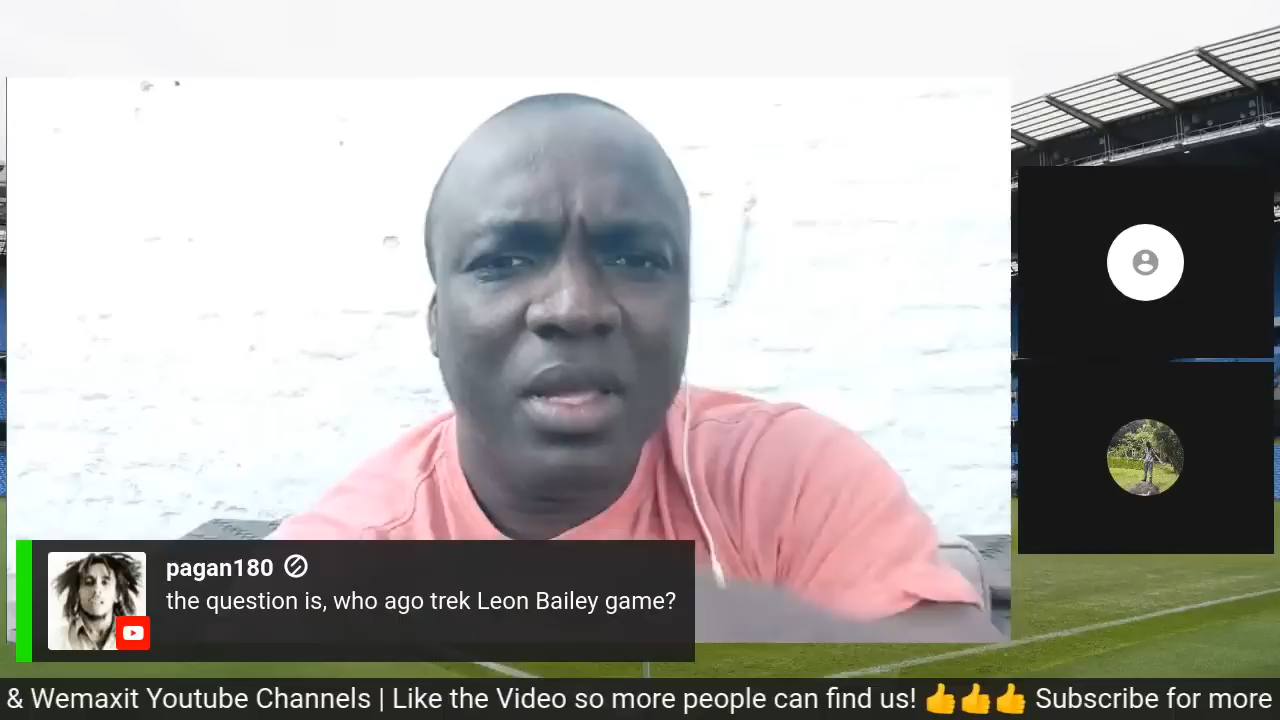 pagan180
the question is, who ago trek Leon Bailey game?
& Wemaxit Youtube Channels | Like the Video so more people can find us! 👍👍👍 Subscribe for more